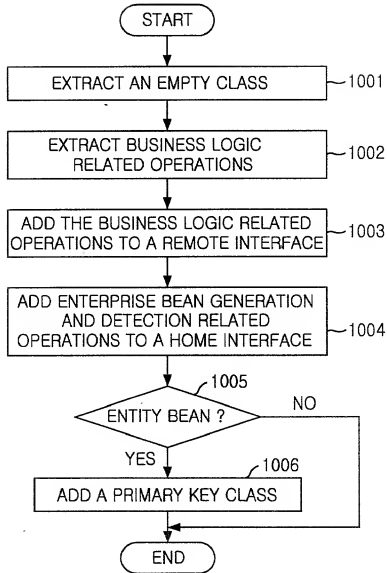 START
EXTRACT AN EMPTY CLASS
1001
EXTRACT BUSINESS LOGIC
RELATED OPERATIONS
1002
ADD THE BUSINESS LOGIC RELATED
OPERATIONS TO A REMOTE INTERFACE
1003
ADD ENTERPRISE BEAN GENERATION
AND DETECTION RELATED
OPERATIONS TO A HOME INTERFACE
1004
1005
ENTITY BEAN ?
NO
YES
1006
ADD A PRIMARY KEY CLASS
END